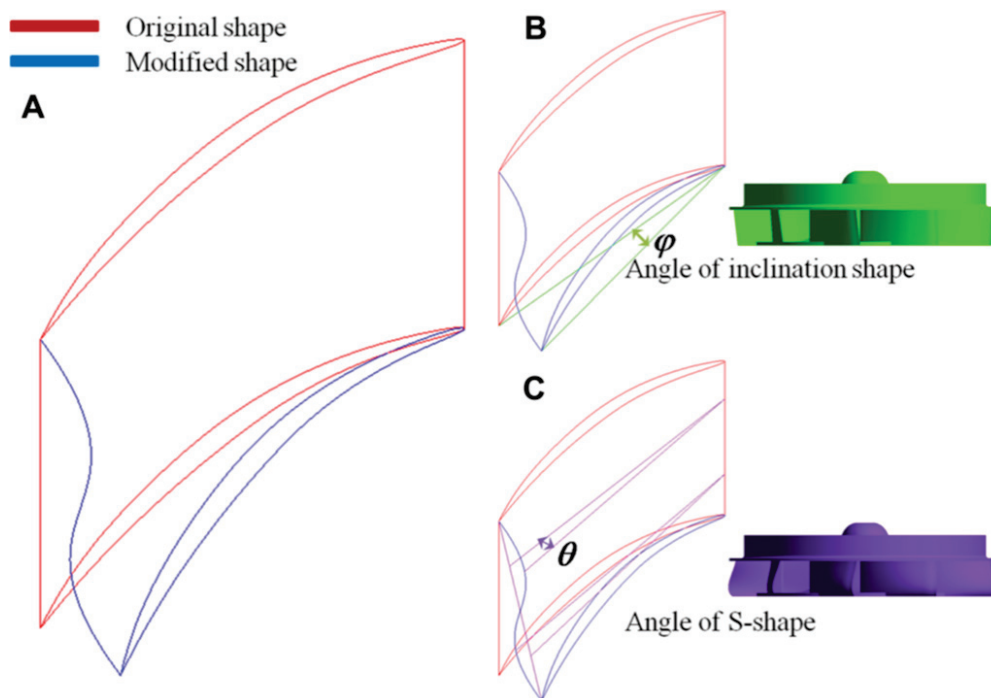 Original shape
Modified shape
A
B
φ
Angle of inclination shape
C
θ
Angle of S-shape